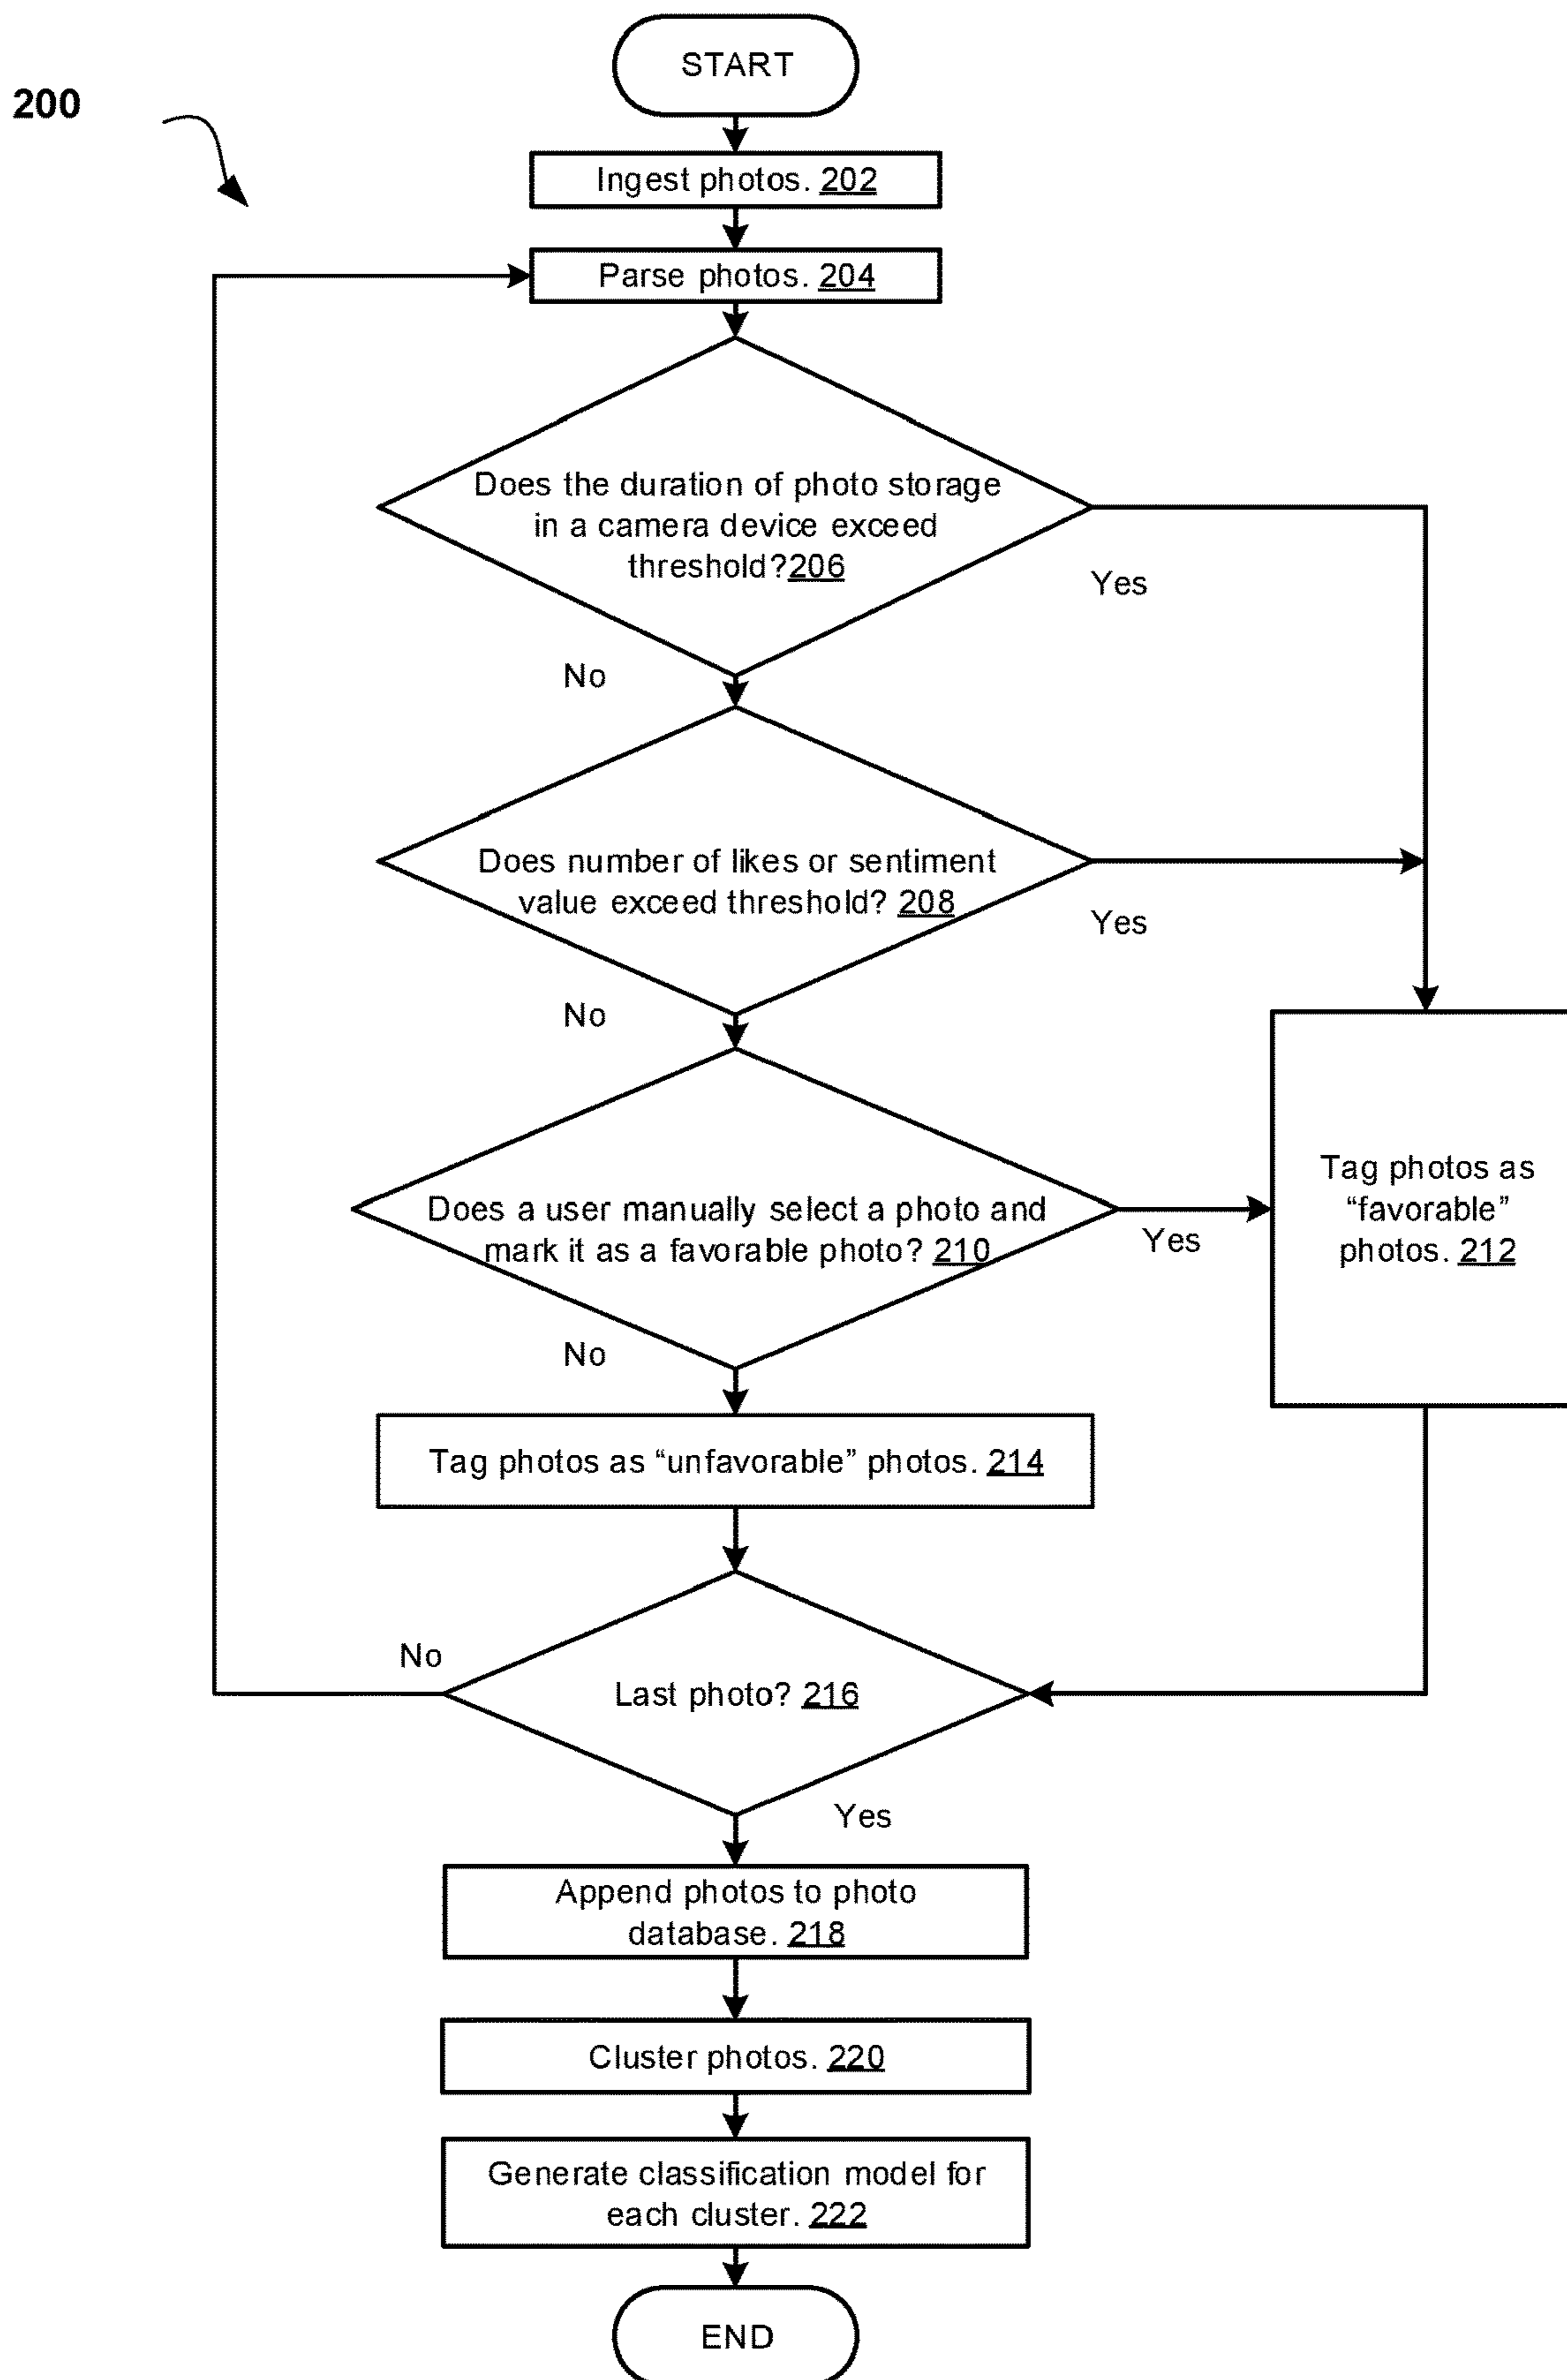 START
200
Ingest photos. 202
Parse photos. 204
Does the duration of photo storage
in a camera device exceed
threshold?206
Yes
No
Does number of likes or sentiment
value exceed threshold? 208
Yes
No
Does a user manually select a photo and
mark it as a favorable photo? 210
Yes
Tag photos as
“favorable”
photos. 212
No
Tag photos as “unfavorable” photos. 214
No
Last photo? 216
Yes
Append photos to photo
database. 218
Cluster photos. 220
Generate classification model for
each cluster. 222
END